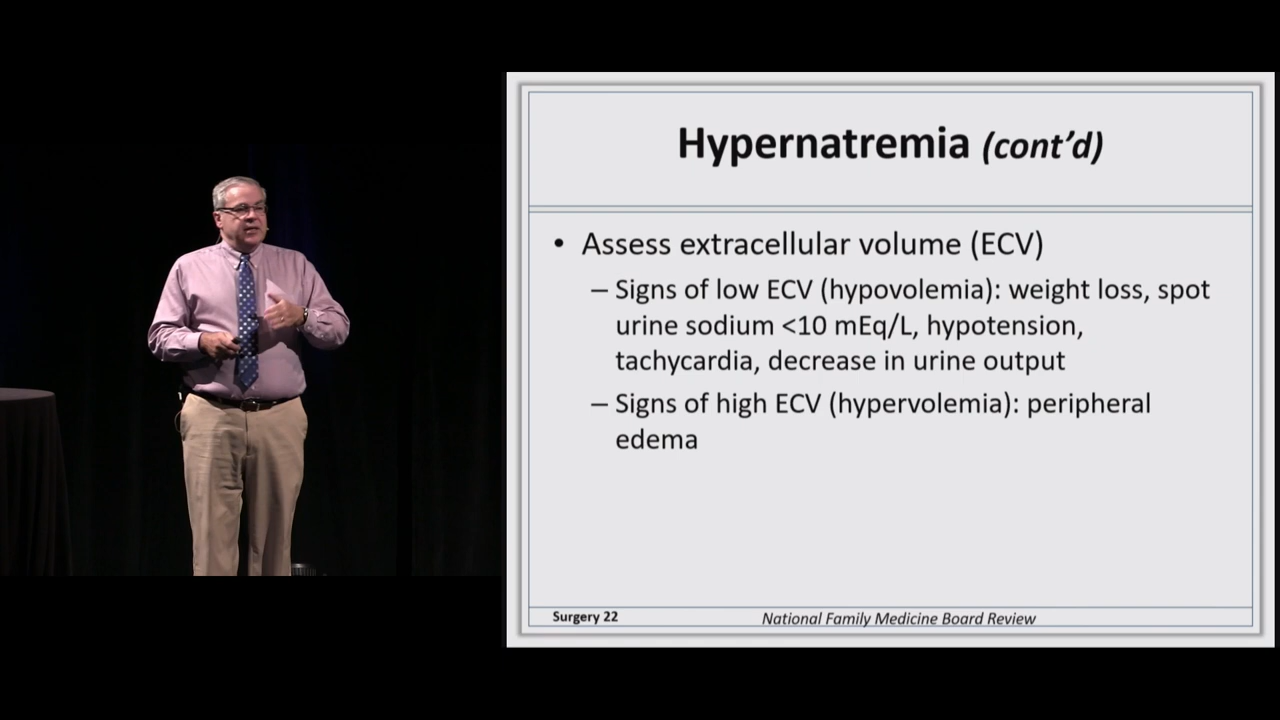 Hypernatremia (cont’d)
• Assess extracellular volume (ECV)
– Signs of low ECV (hypovolemia): weight loss, spot
urine sodium <10 mEq/L, hypotension,
tachycardia, decrease in urine output
– Signs of high ECV (hypervolemia): peripheral
edema
Surgery 22
National Family Medicine Board Review